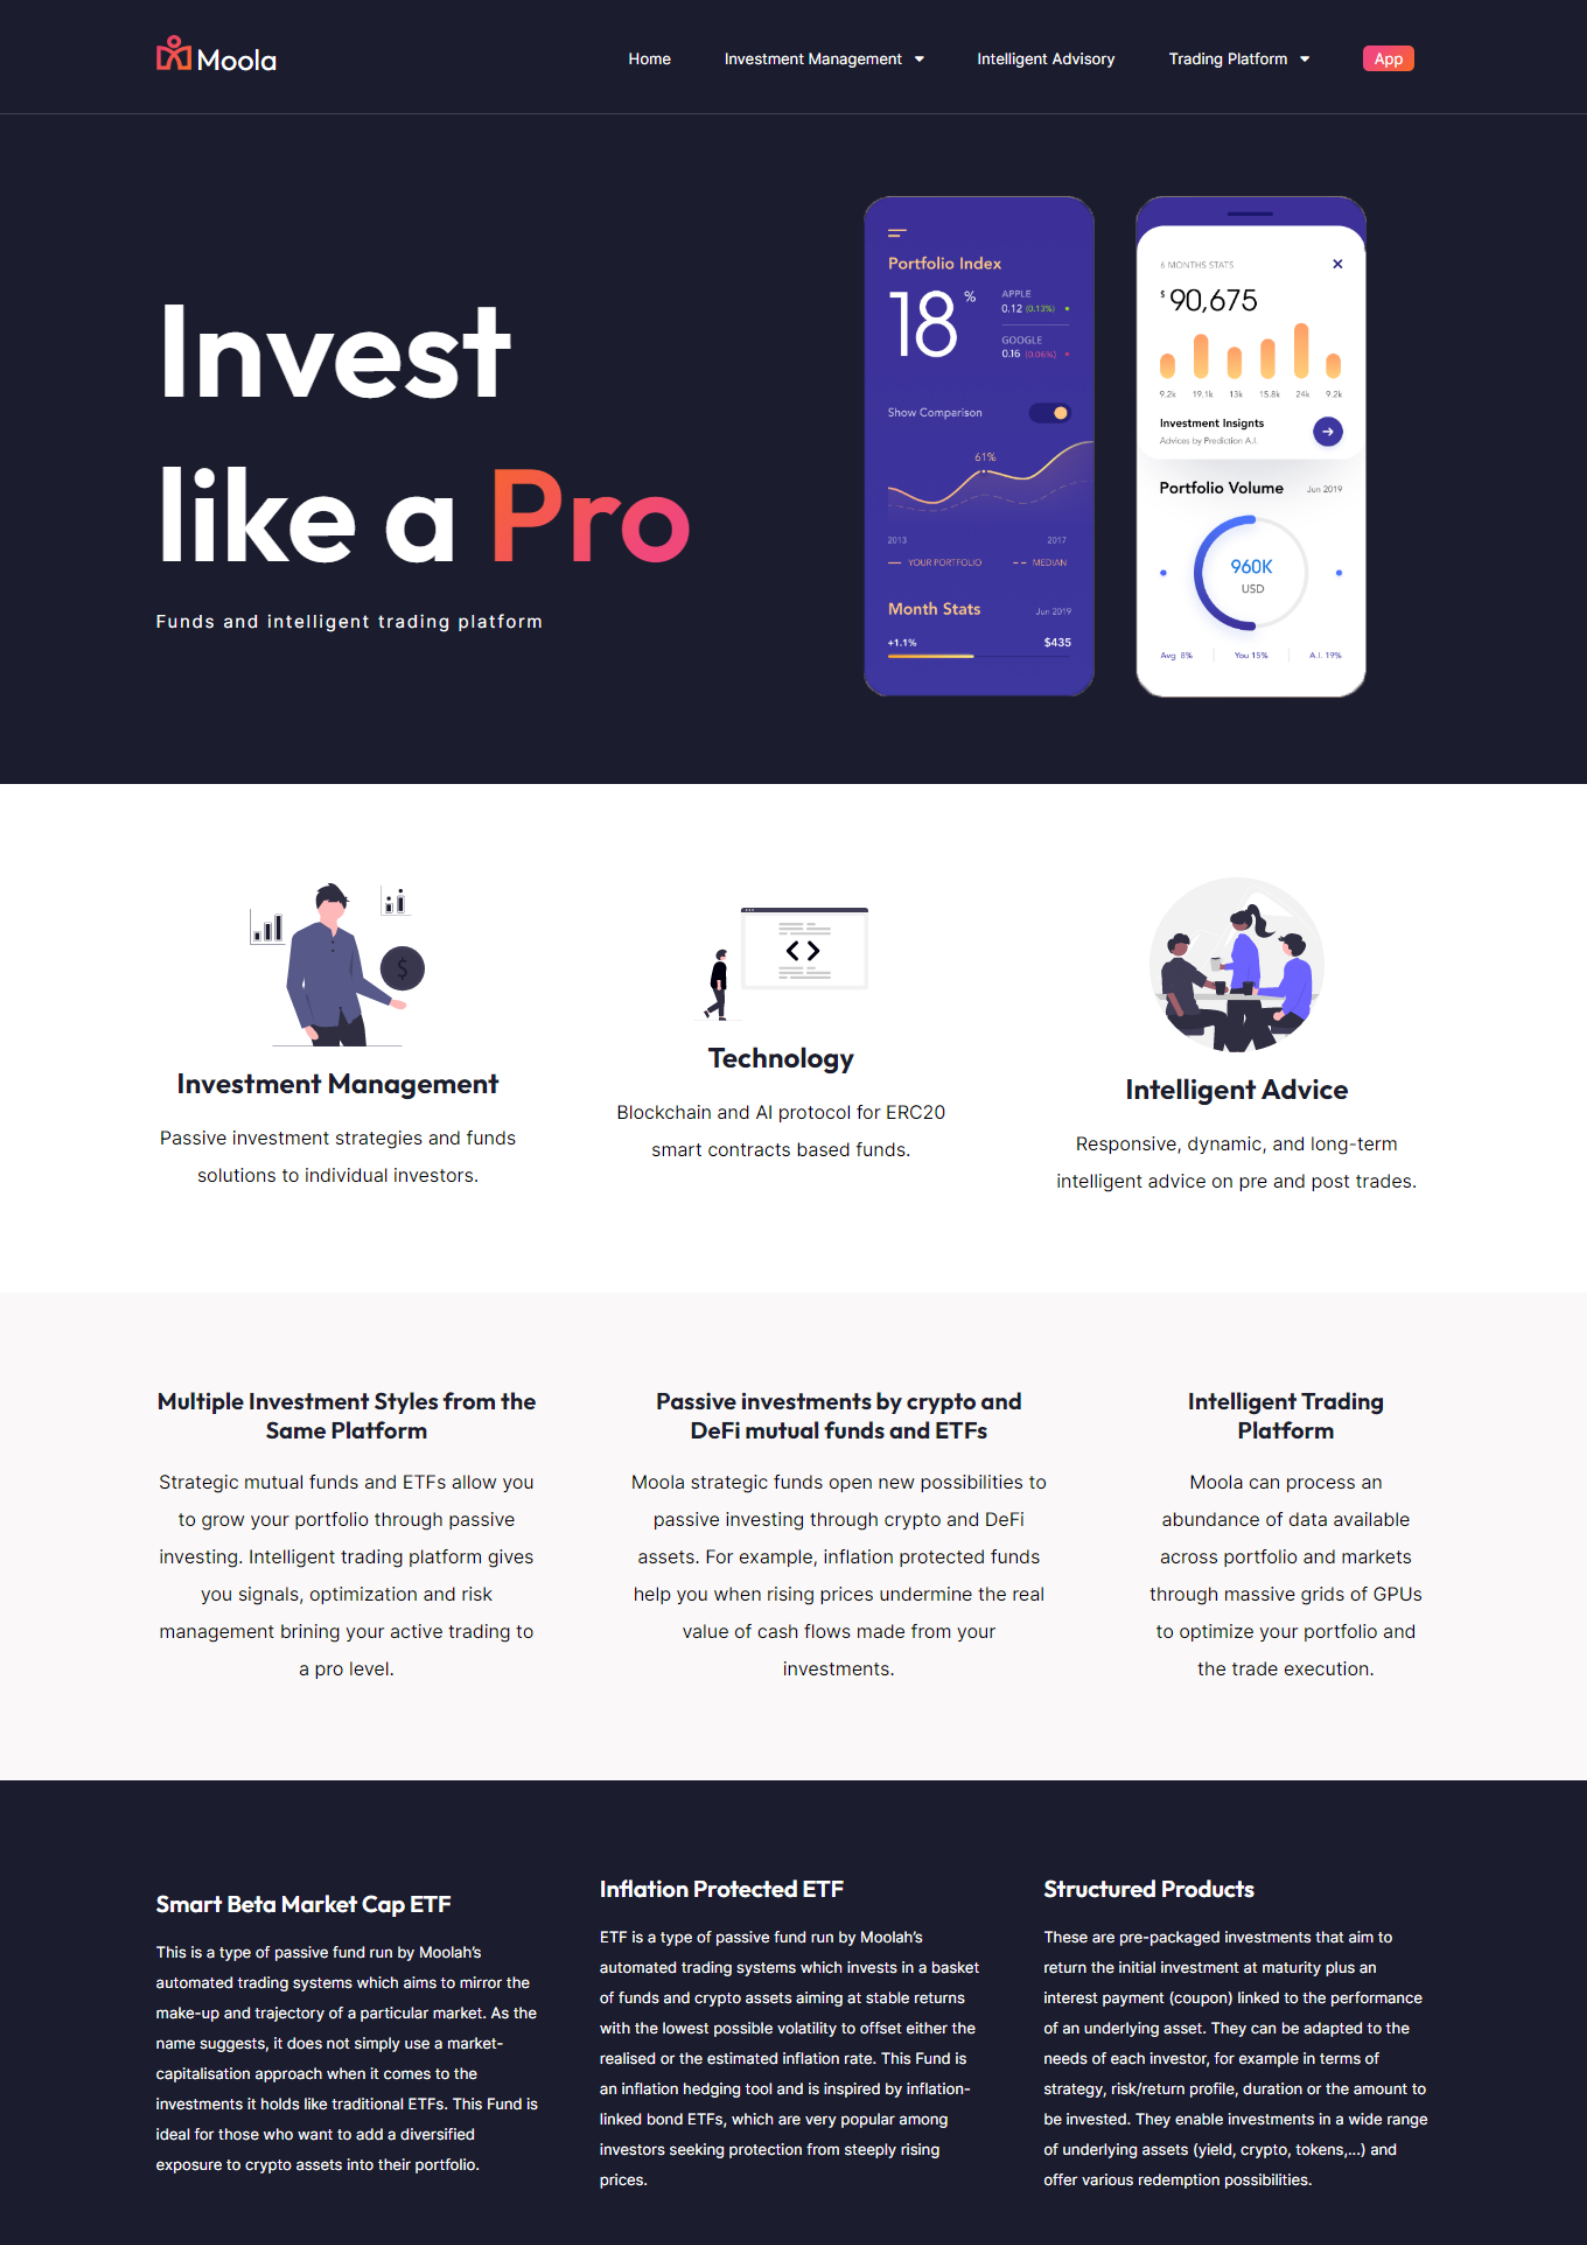 Moola
Home
Investment Management
Intelligent Advisory
Trading Platform
App
Invest
like a Pro
Funds and intelligent trading platform
Portfolio Index
18 %
APPLE
0.12 (0.13%)
GOOGLE
0.16 (0.06%)
Show Comparison
61%
2013 2017
YOUR PORTFOLIO MEDIAN
Month Stats Jun 2019
+1.1% $435
6 MONTHS STATS
$ 90,675
9.2k 19.1k 13k 15.8k 24k 9.2k
Investment Insignts
Advices by Prediction A.I.
Portfolio Volume Jun 2019
960K
USD
Avg. 8% You 15% A.I. 19%
$
Investment Management
Passive investment strategies and funds
solutions to individual investors.
Technology
Blockchain and AI protocol for ERC20
smart contracts based funds.
Intelligent Advice
Responsive, dynamic, and long-term
intelligent advice on pre and post trades.
Multiple Investment Styles from the
Same Platform
Strategic mutual funds and ETFs allow you
to grow your portfolio through passive
investing. Intelligent trading platform gives
you signals, optimization and risk
management brining your active trading to
a pro level.
Passive investments by crypto and
DeFi mutual funds and ETFs
Moola strategic funds open new possibilities to
passive investing through crypto and DeFi
assets. For example, inflation protected funds
help you when rising prices undermine the real
value of cash flows made from your
investments.
Intelligent Trading
Platform
Moola can process an
abundance of data available
across portfolio and markets
through massive grids of GPUs
to optimize your portfolio and
the trade execution.
Smart Beta Market Cap ETF
This is a type of passive fund run by Moolah's
automated trading systems which aims to mirror the
make-up and trajectory of a particular market. As the
name suggests, it does not simply use a market-
capitalisation approach when it comes to the
investments it holds like traditional ETFs. This Fund is
ideal for those who want to add a diversified
exposure to crypto assets into their portfolio.
Inflation Protected ETF
ETF is a type of passive fund run by Moolah's
automated trading systems which invests in a basket
of funds and crypto assets aiming at stable returns
with the lowest possible volatility to offset either the
realised or the estimated inflation rate. This Fund is
an inflation hedging tool and is inspired by inflation-
linked bond ETFs, which are very popular among
investors seeking protection from steeply rising
prices.
Structured Products
These are pre-packaged investments that aim to
return the initial investment at maturity plus an
interest payment (coupon) linked to the performance
of an underlying asset. They can be adapted to the
needs of each investor, for example in terms of
strategy, risk/return profile, duration or the amount to
be invested. They enable investments in a wide range
of underlying assets (yield, crypto, tokens,...) and
offer various redemption possibilities.